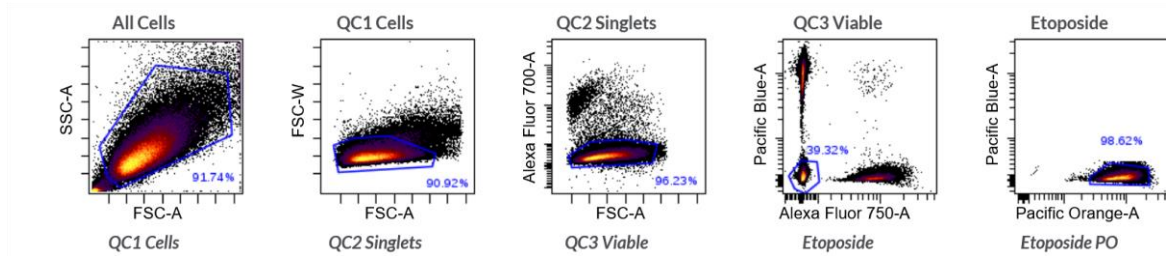 All Cells
QC1 Cells
QC2 Singlets
QC3 Viable
Etoposide
SSC-A
91.74%
FSC-A
FSC-W
90.92%
FSC-A
Alexa Fluor 700-A
96.23%
FSC-A
Pacific Blue-A
39.32%
Alexa Fluor 750-A
Pacific Blue-A
98.62%
Pacific Orange-A
QC1 Cells
QC2 Singlets
QC3 Viable
Etoposide
Etoposide PO